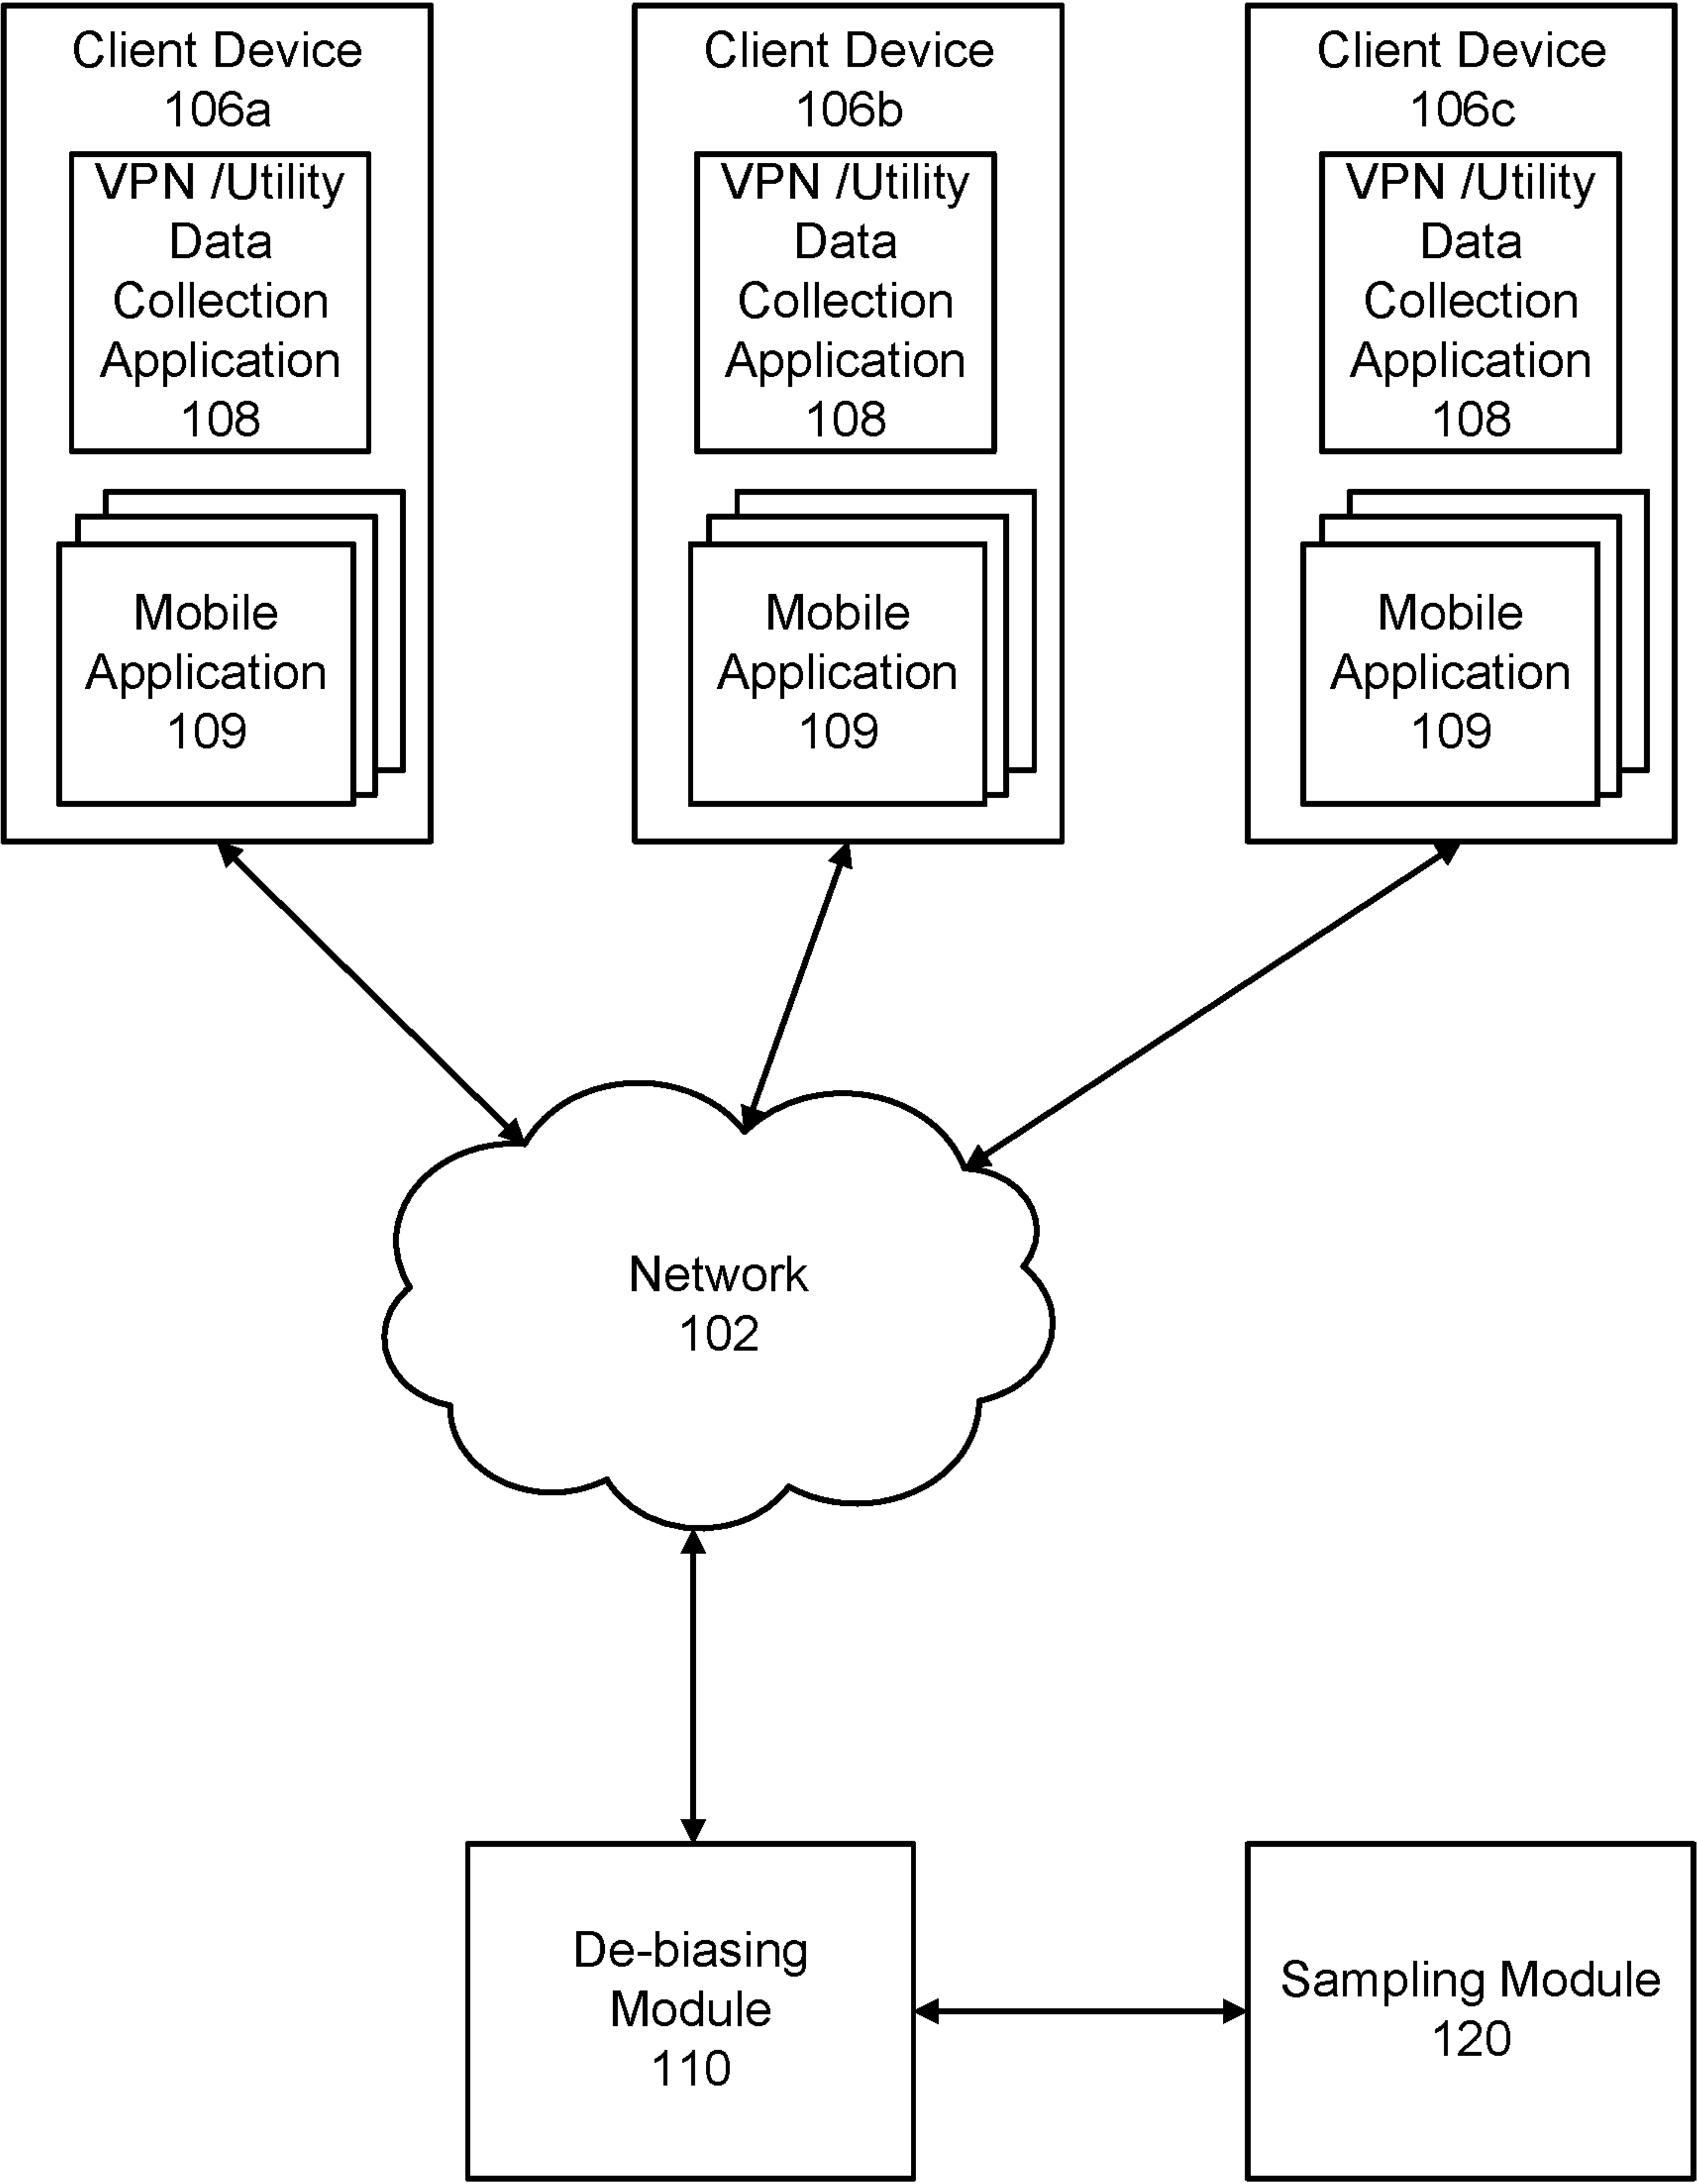 Client Device
106a
VPN /Utility
Data
Collection
Application
108
Mobile
Application
109
Client Device
106b
VPN /Utility
Data
Collection
Application
108
Mobile
Application
109
Client Device
106c
VPN /Utility
Data
Collection
Application
108
Mobile
Application
109
Network
102
De-biasing
Module
110
Sampling Module
120